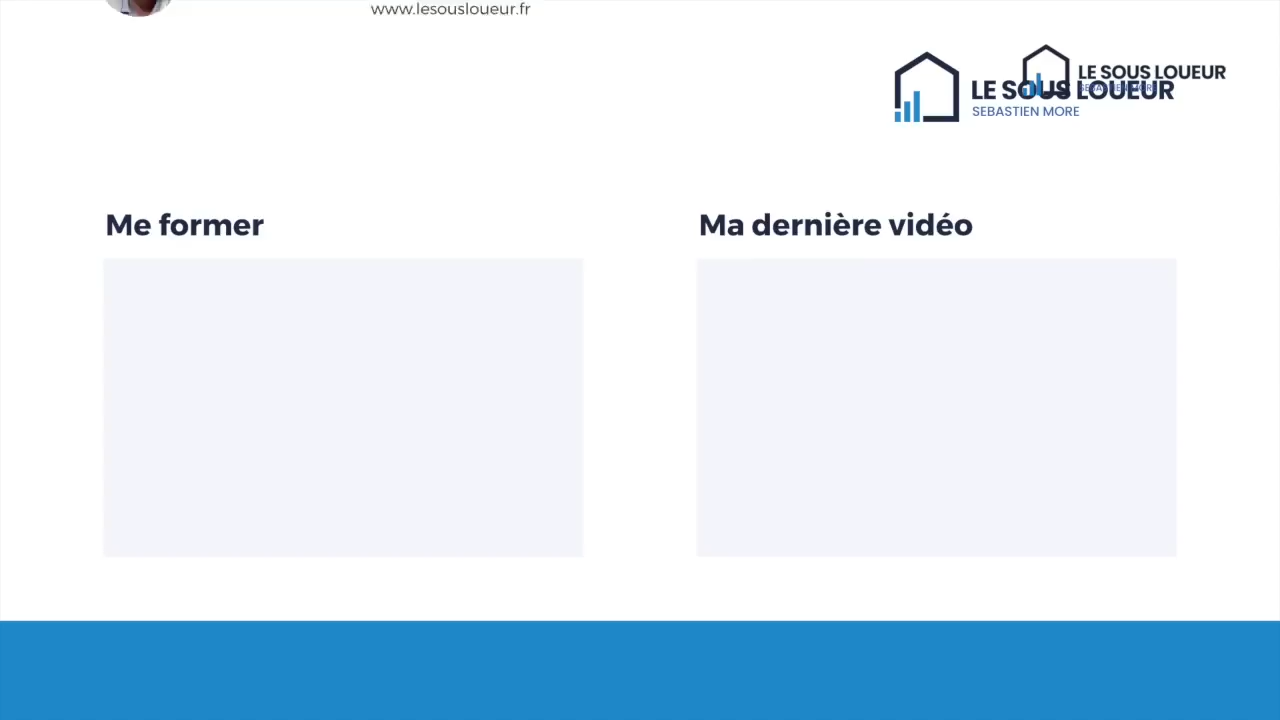 www.lesousloueur.fr
LE SOUS LOUEUR
LE SOUS LOUEUR
SEBASTIEN MORE
Me former
Ma dernière vidéo